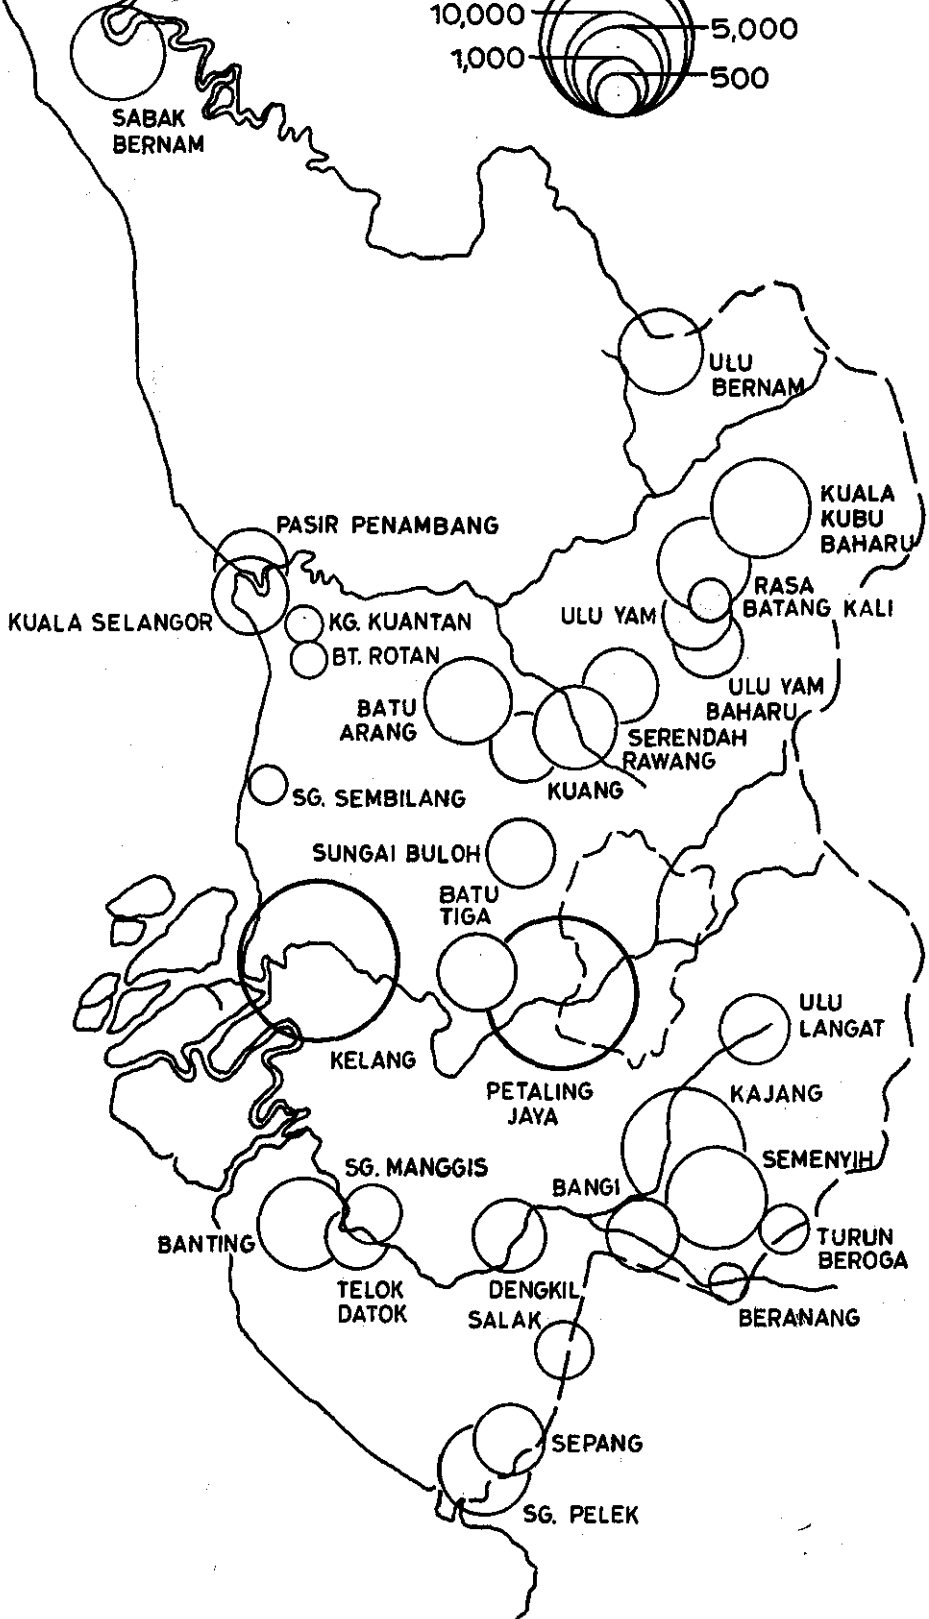 10,000
5,000
1,000
500
SABAK
BERNAM
ULU
BERNAM
KUALA
KUBU
BAHARU
PASIR PENAMBANG
RASA
BATANG KALI
KUALA SELANGOR
KG. KUANTAN
ULU YAM
BT. ROTAN
ULU YAM
BAHARU
BATU
ARANG
SERENDAH
RAWANG
KUANG
SG. SEMBILANG
SUNGAI BULOH
BATU
TIGA
ULU
LANGAT
KELANG
PETALING
JAYA
KAJANG
SEMENYIH
SG. MANGGIS
BANGI
BANTING
TURUN
BEROGA
TELOK
DATOK
DENGKIL
SALAK
BERANANG
SEPANG
SG. PELEK